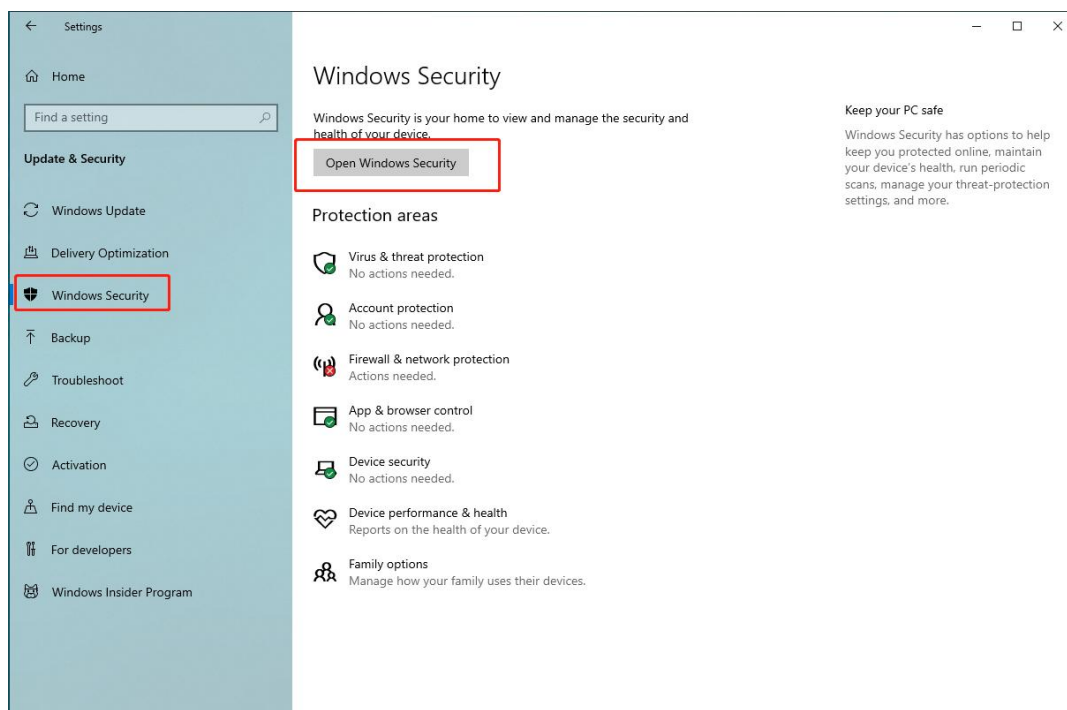 Settings
Home
Find a setting
Update & Security
Windows Update
Delivery Optimization
Windows Security
Backup
Troubleshoot
Recovery
Activation
Find my device
For developers
Windows Insider Program
Windows Security
Windows Security is your home to view and manage the security and
health of your device.
Open Windows Security
Protection areas
Virus & threat protection
No actions needed.
Account protection
No actions needed.
Firewall & network protection
Actions needed.
App & browser control
No actions needed.
Device security
No actions needed.
Device performance & health
Reports on the health of your device.
Family options
Manage how your family uses their devices.
Keep your PC safe
Windows Security has options to help
keep you protected online, maintain
your device's health, run periodic
scans, manage your threat-protection
settings, and more.